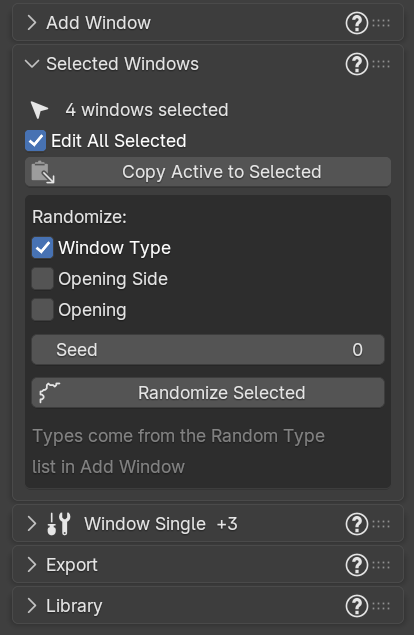 Add Window
Selected Windows
4 windows selected
Edit All Selected
Copy Active to Selected
Randomize:
Window Type
Opening Side
Opening
Seed 0
Randomize Selected
Types come from the Random Type
list in Add Window
Window Single +3
Export
Library